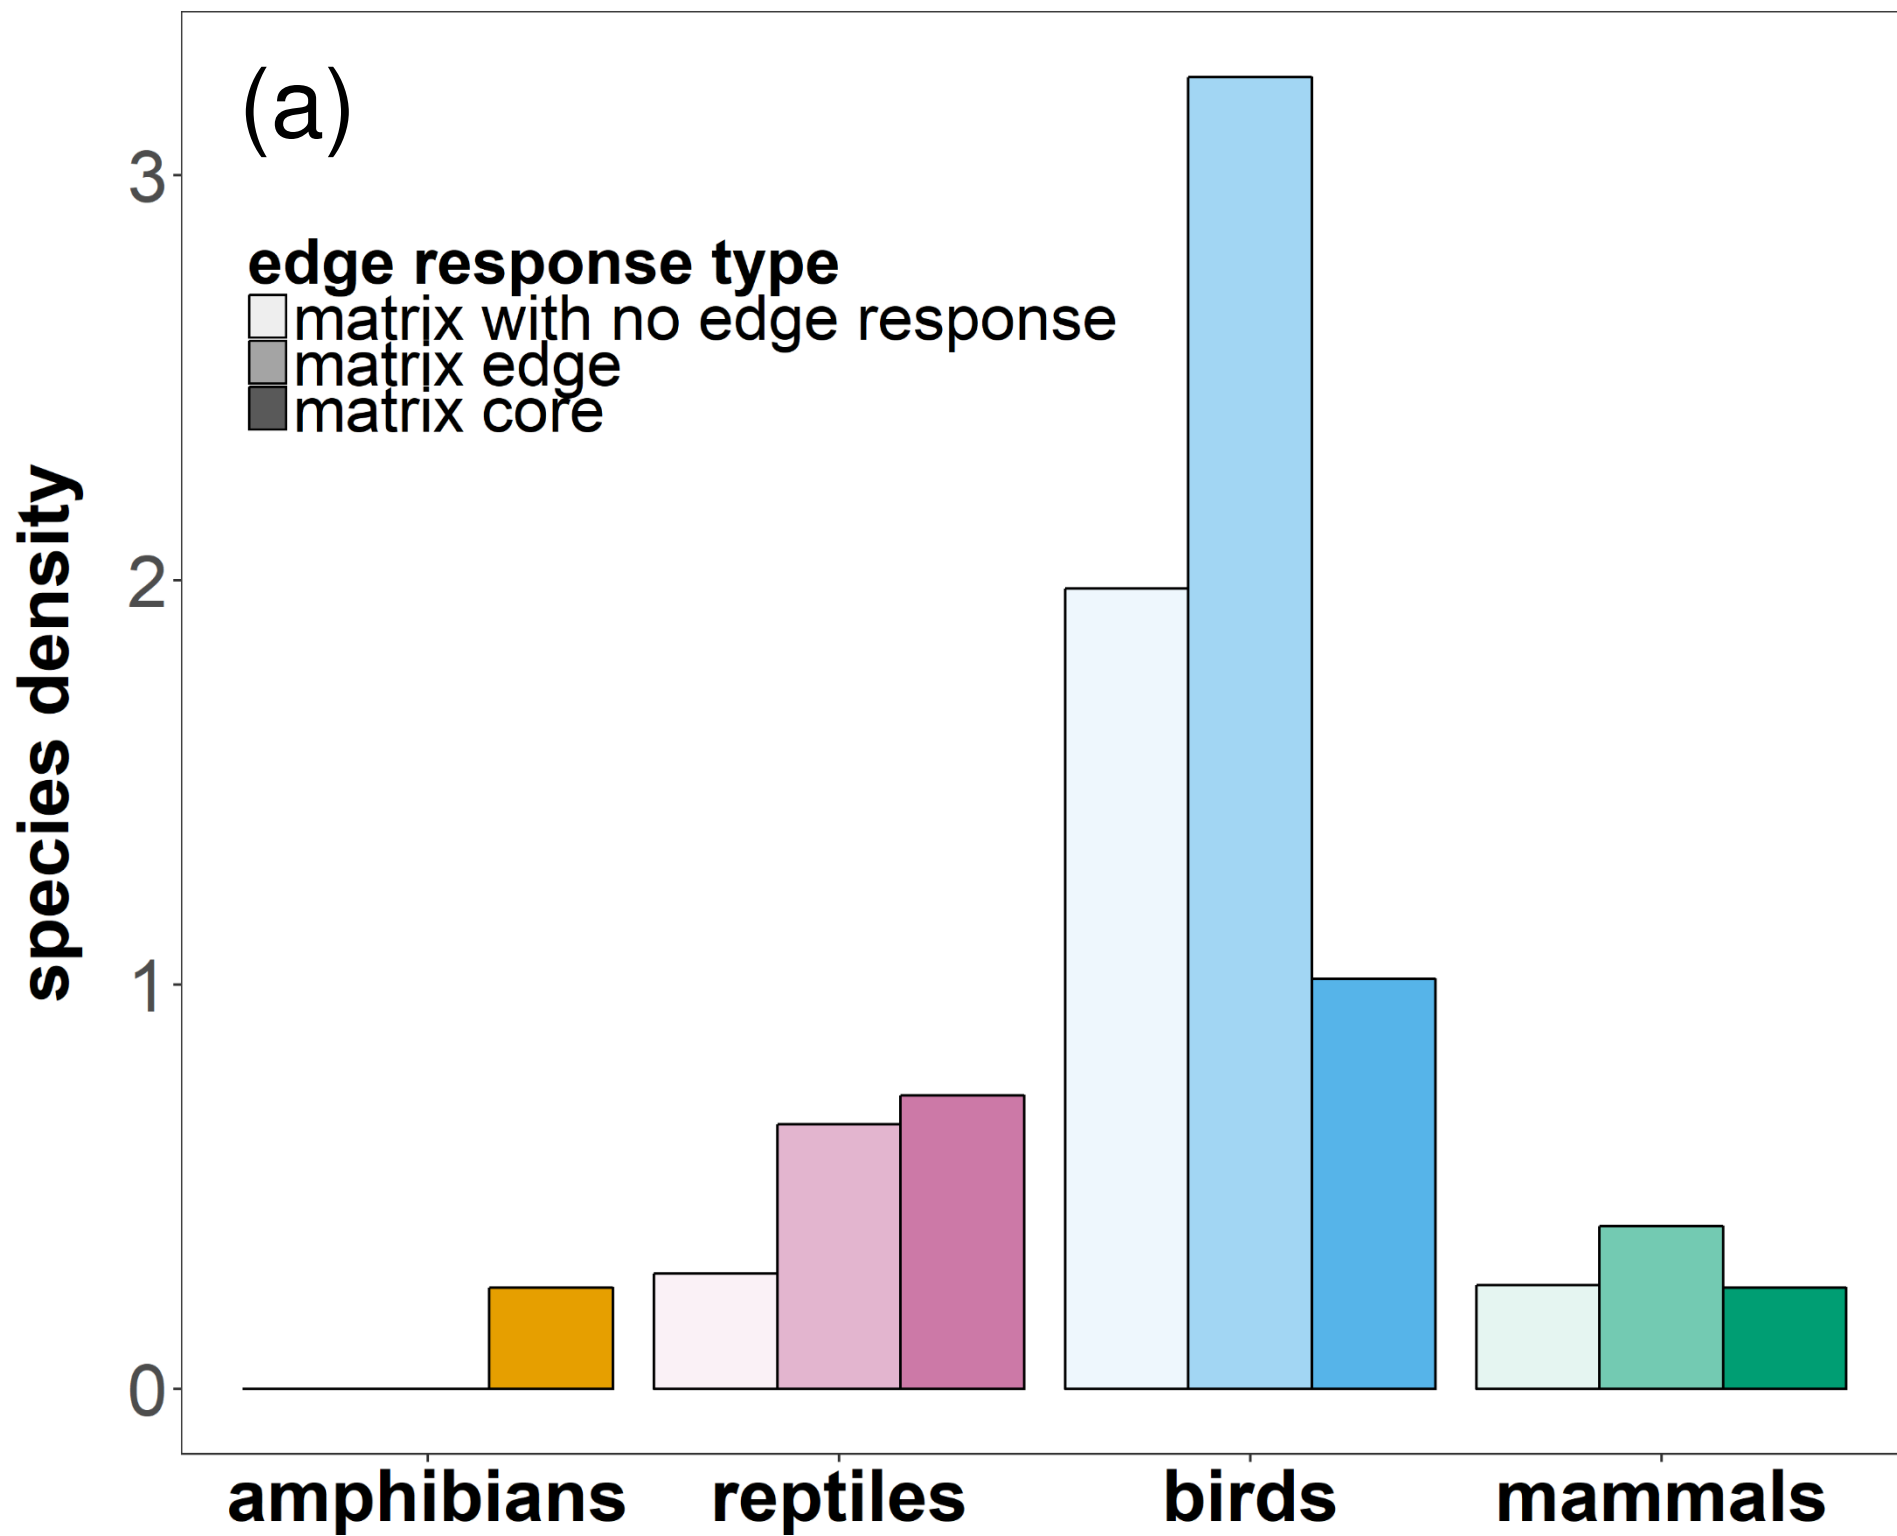 (a)
3
edge response type
matrix with no edge response
matrix edge
matrix core
species density
2
1
0
amphibians reptiles birds mammals